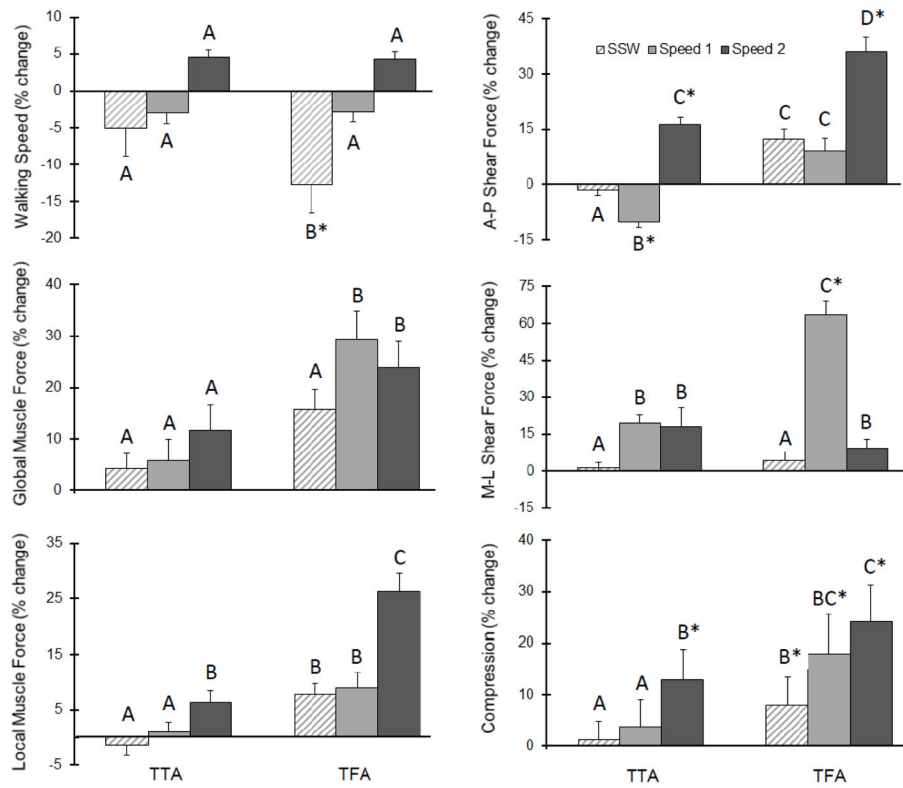 Walking Speed (% change)
10
5
0
-5
-10
-15
-20
A
A
A
B*
A
A
A-P Shear Force (% change)
45
30
15
0
-15
SSW Speed 1 Speed 2
A
B*
C*
C
C
D*
Global Muscle Force (% change)
40
30
20
10
0
A
A
A
A
B
B
M-L Shear Force (% change)
75
60
45
30
15
0
-15
A
B
B
A
C*
B
Local Muscle Force (% change)
35
25
15
5
-5
A
A
B
B
B
C
TTA
TFA
Compression (% change)
40
30
20
10
0
A
A
B*
B*
BC*
C*
TTA
TFA